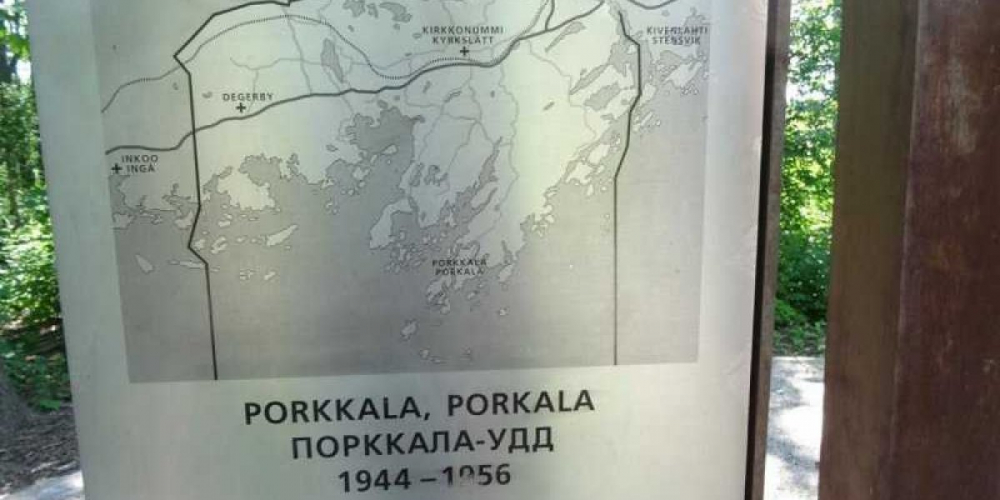 KIRKKONUMMI
KYRKSLÄTT
KIVENLAHTI
STENSVIK
DEGERBY
INKOO
INGA
PORKKALA
PORKALA
PORKKALA, PORKALA
ПОРККАЛА-УДД
1944 – 1956